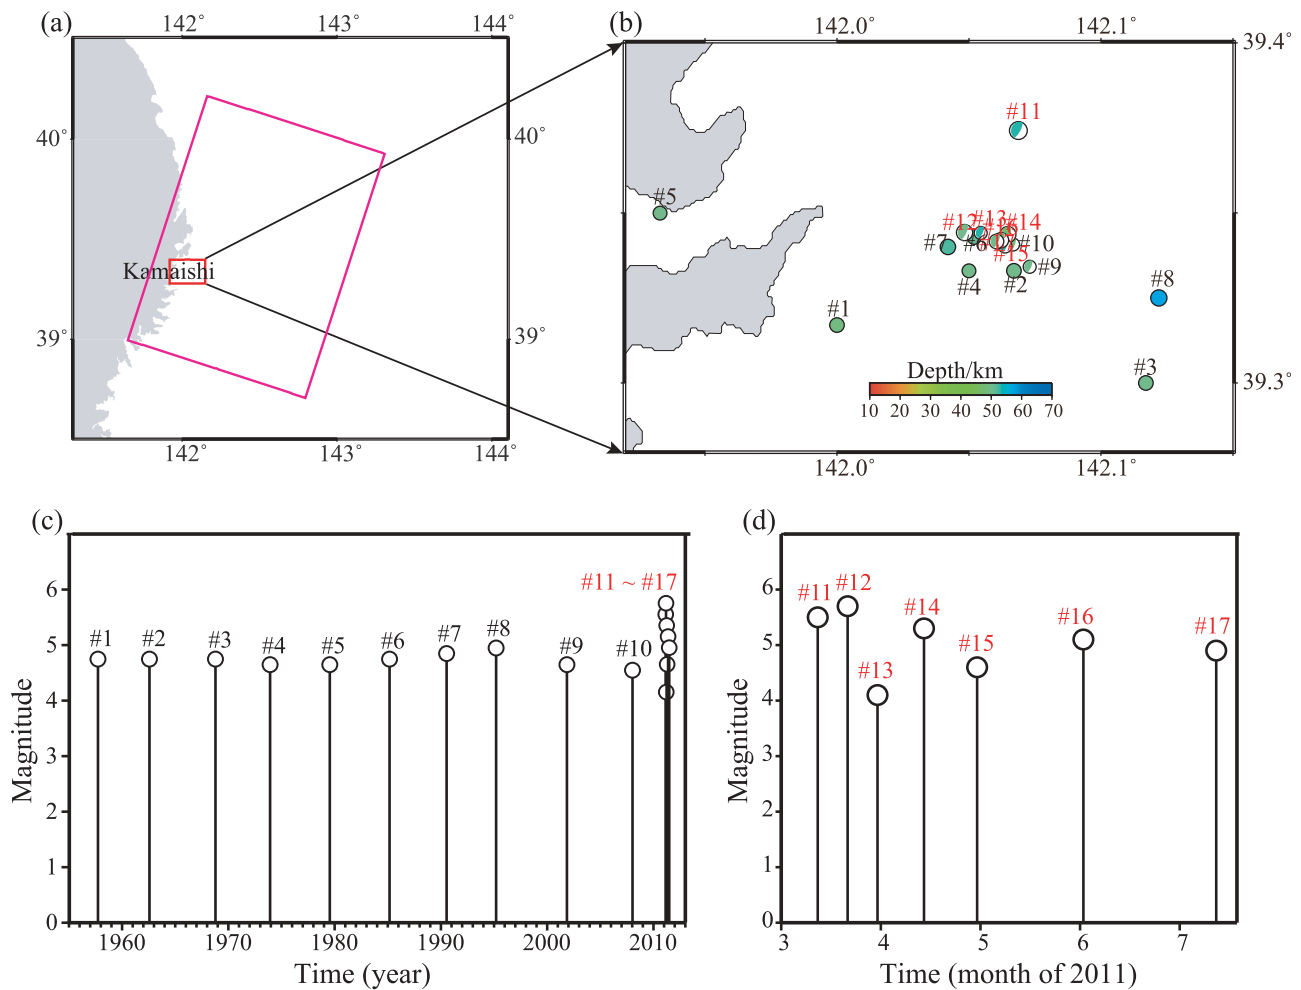 (a)
142˚ 143˚ 144˚
40˚ 40˚
39˚ 39˚
Kamaishi
142˚ 143˚ 144˚
(b)
142.0˚ 142.1˚
39.4˚
39.3˚
#11
#5
#12 #13 #14
#7 #6 #10
#15
#9
#4 #2
#8
#1
#3
Depth/km
10 20 30 40 50 60 70
142.0˚ 142.1˚
(c)
Magnitude
6
5
4
3
2
1
0
#11 ~ #17
#1 #2 #3 #4 #5 #6 #7 #8 #9 #10
1960 1970 1980 1990 2000 2010
Time (year)
(d)
Magnitude
6
5
4
3
2
1
0
#11 #12 #13 #14 #15 #16 #17
3 4 5 6 7
Time (month of 2011)